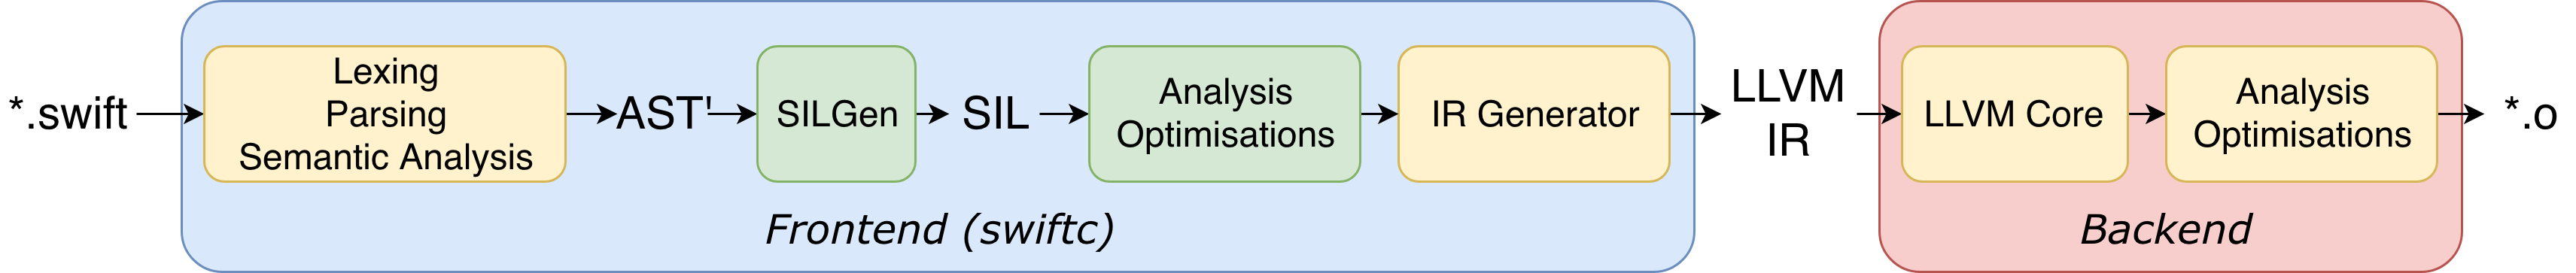 *.swift
Lexing
Parsing
Semantic Analysis
AST'
SILGen
SIL
Analysis
Optimisations
IR Generator
LLVM
IR
LLVM Core
Analysis
Optimisations
*.o
Frontend (swiftc)
Backend